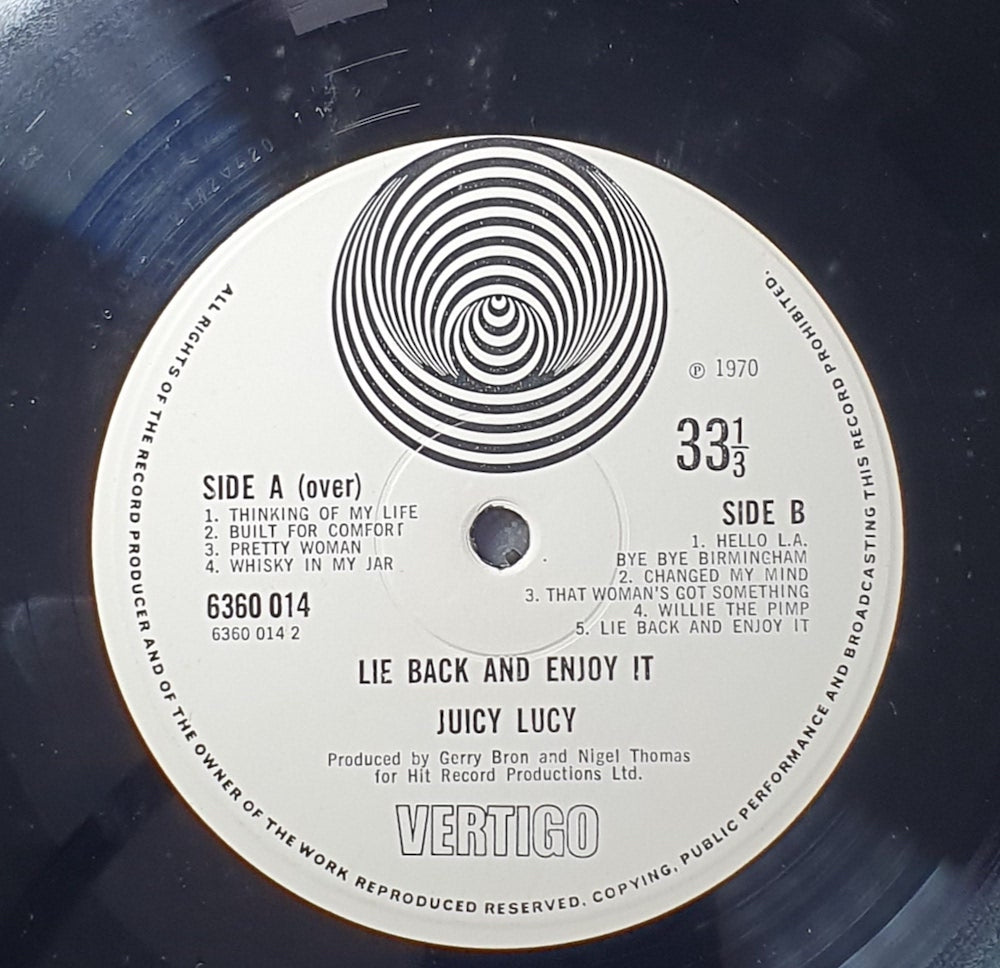 ALL RIGHTS OF THE RECORD PRODUCER AND OF THE OWNER OF THE WORK REPRODUCED RESERVED. COPYING, PUBLIC PERFORMANCE AND BROADCASTING THIS RECORD PROHIBITED.
℗ 1970
33 1/3
SIDE A (over)
1. THINKING OF MY LIFE
2. BUILT FOR COMFORT
3. PRETTY WOMAN
4. WHISKY IN MY JAR
6360 014
6360 014 2
SIDE B
1. HELLO L.A.
BYE BYE BIRMINGHAM
2. CHANGED MY MIND
3. THAT WOMAN'S GOT SOMETHING
4. WILLIE THE PIMP
5. LIE BACK AND ENJOY IT
LIE BACK AND ENJOY IT
JUICY LUCY
Produced by Gerry Bron and Nigel Thomas
for Hit Record Productions Ltd.
VERTIGO